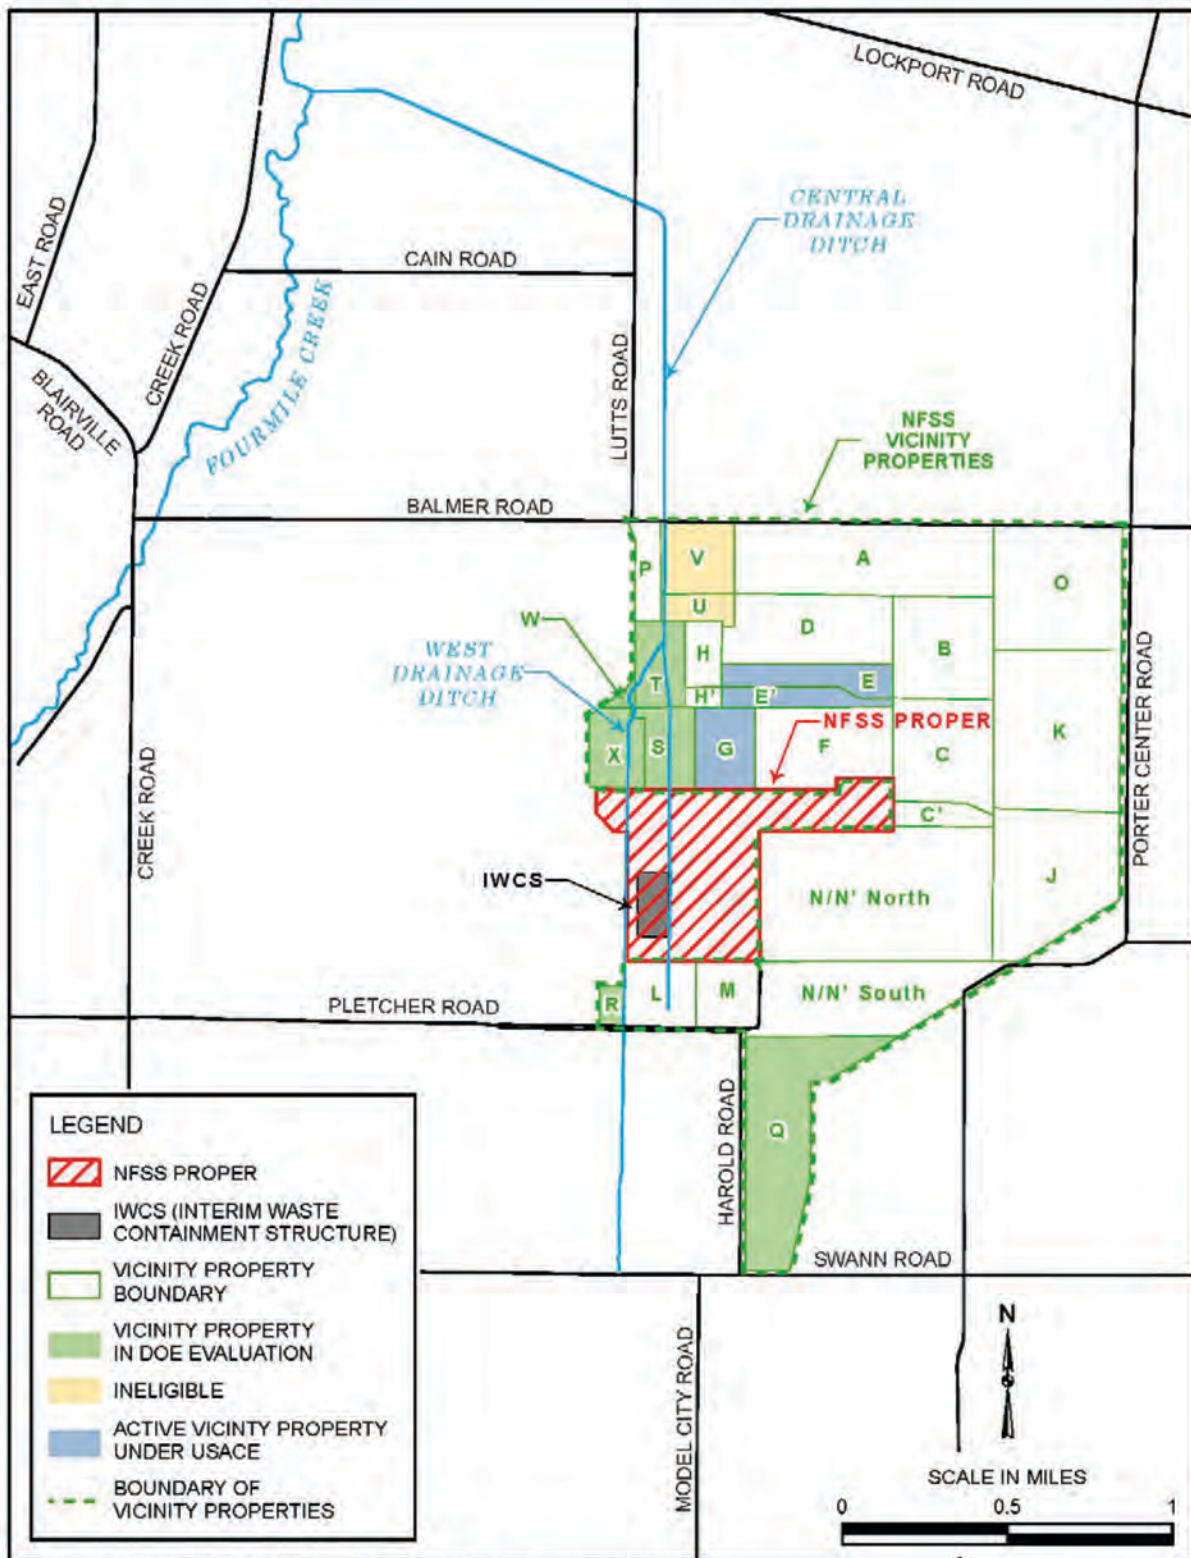 LOCKPORT ROAD
CENTRAL
DRAINAGE
DITCH
EAST ROAD
CREEK ROAD
CAIN ROAD
BLAIRVILLE
ROAD
FOURMILE CREEK
LUTTS ROAD
NFSS
VICINITY
PROPERTIES
BALMER ROAD
P
V
A
O
W
U
D
B
WEST
DRAINAGE
DITCH
H
T
E
H'
E'
NFSS PROPER
X
S
G
F
C
K
PORTER CENTER ROAD
C'
CREEK ROAD
IWCS
N/N' North
J
PLETCHER ROAD
R
L
M
N/N' South
HAROLD ROAD
Q
SWANN ROAD
MODEL CITY ROAD
LEGEND
NFSS PROPER
IWCS (INTERIM WASTE
CONTAINMENT STRUCTURE)
VICINITY PROPERTY
BOUNDARY
VICINITY PROPERTY
IN DOE EVALUATION
INELIGIBLE
ACTIVE VICINTY PROPERTY
UNDER USACE
BOUNDARY OF
VICINITY PROPERTIES
N
SCALE IN MILES
0 0.5 1